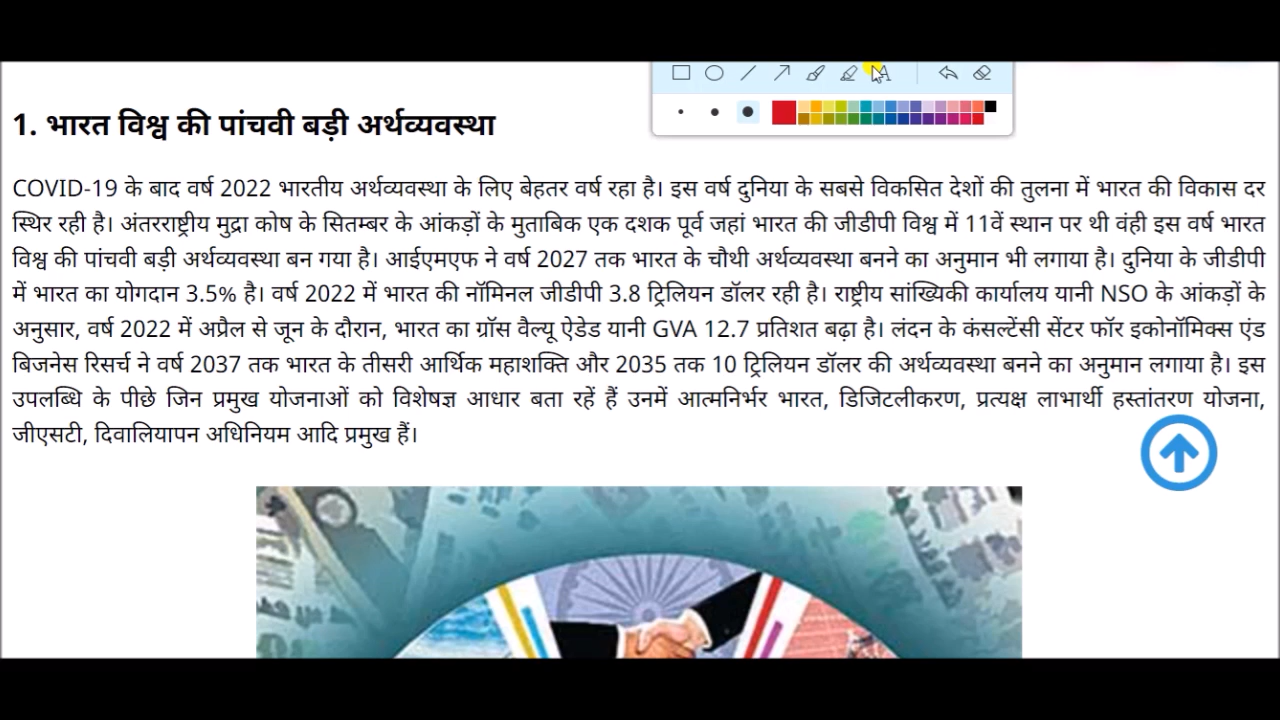 1. भारत विश्व की पांचवी बड़ी अर्थव्यवस्था
COVID-19 के बाद वर्ष 2022 भारतीय अर्थव्यवस्था के लिए बेहतर वर्ष रहा है। इस वर्ष दुनिया के सबसे विकसित देशों की तुलना में भारत की विकास दर
स्थिर रही है। अंतरराष्ट्रीय मुद्रा कोष के सितम्बर के आंकड़ों के मुताबिक एक दशक पूर्व जहां भारत की जीडीपी विश्व में 11वें स्थान पर थी वंही इस वर्ष भारत
विश्व की पांचवी बड़ी अर्थव्यवस्था बन गया है। आईएमएफ ने वर्ष 2027 तक भारत के चौथी अर्थव्यवस्था बनने का अनुमान भी लगाया है। दुनिया के जीडीपी
में भारत का योगदान 3.5% है। वर्ष 2022 में भारत की नॉमिनल जीडीपी 3.8 ट्रिलियन डॉलर रही है। राष्ट्रीय सांख्यिकी कार्यालय यानी NSO के आंकड़ों के
अनुसार, वर्ष 2022 में अप्रैल से जून के दौरान, भारत का ग्रॉस वैल्यू ऐडेड यानी GVA 12.7 प्रतिशत बढ़ा है। लंदन के कंसल्टेंसी सेंटर फॉर इकोनॉमिक्स एंड
बिजनेस रिसर्च ने वर्ष 2037 तक भारत के तीसरी आर्थिक महाशक्ति और 2035 तक 10 ट्रिलियन डॉलर की अर्थव्यवस्था बनने का अनुमान लगाया है। इस
उपलब्धि के पीछे जिन प्रमुख योजनाओं को विशेषज्ञ आधार बता रहें हैं उनमें आत्मनिर्भर भारत, डिजिटलीकरण, प्रत्यक्ष लाभार्थी हस्तांतरण योजना,
जीएसटी, दिवालियापन अधिनियम आदि प्रमुख हैं।